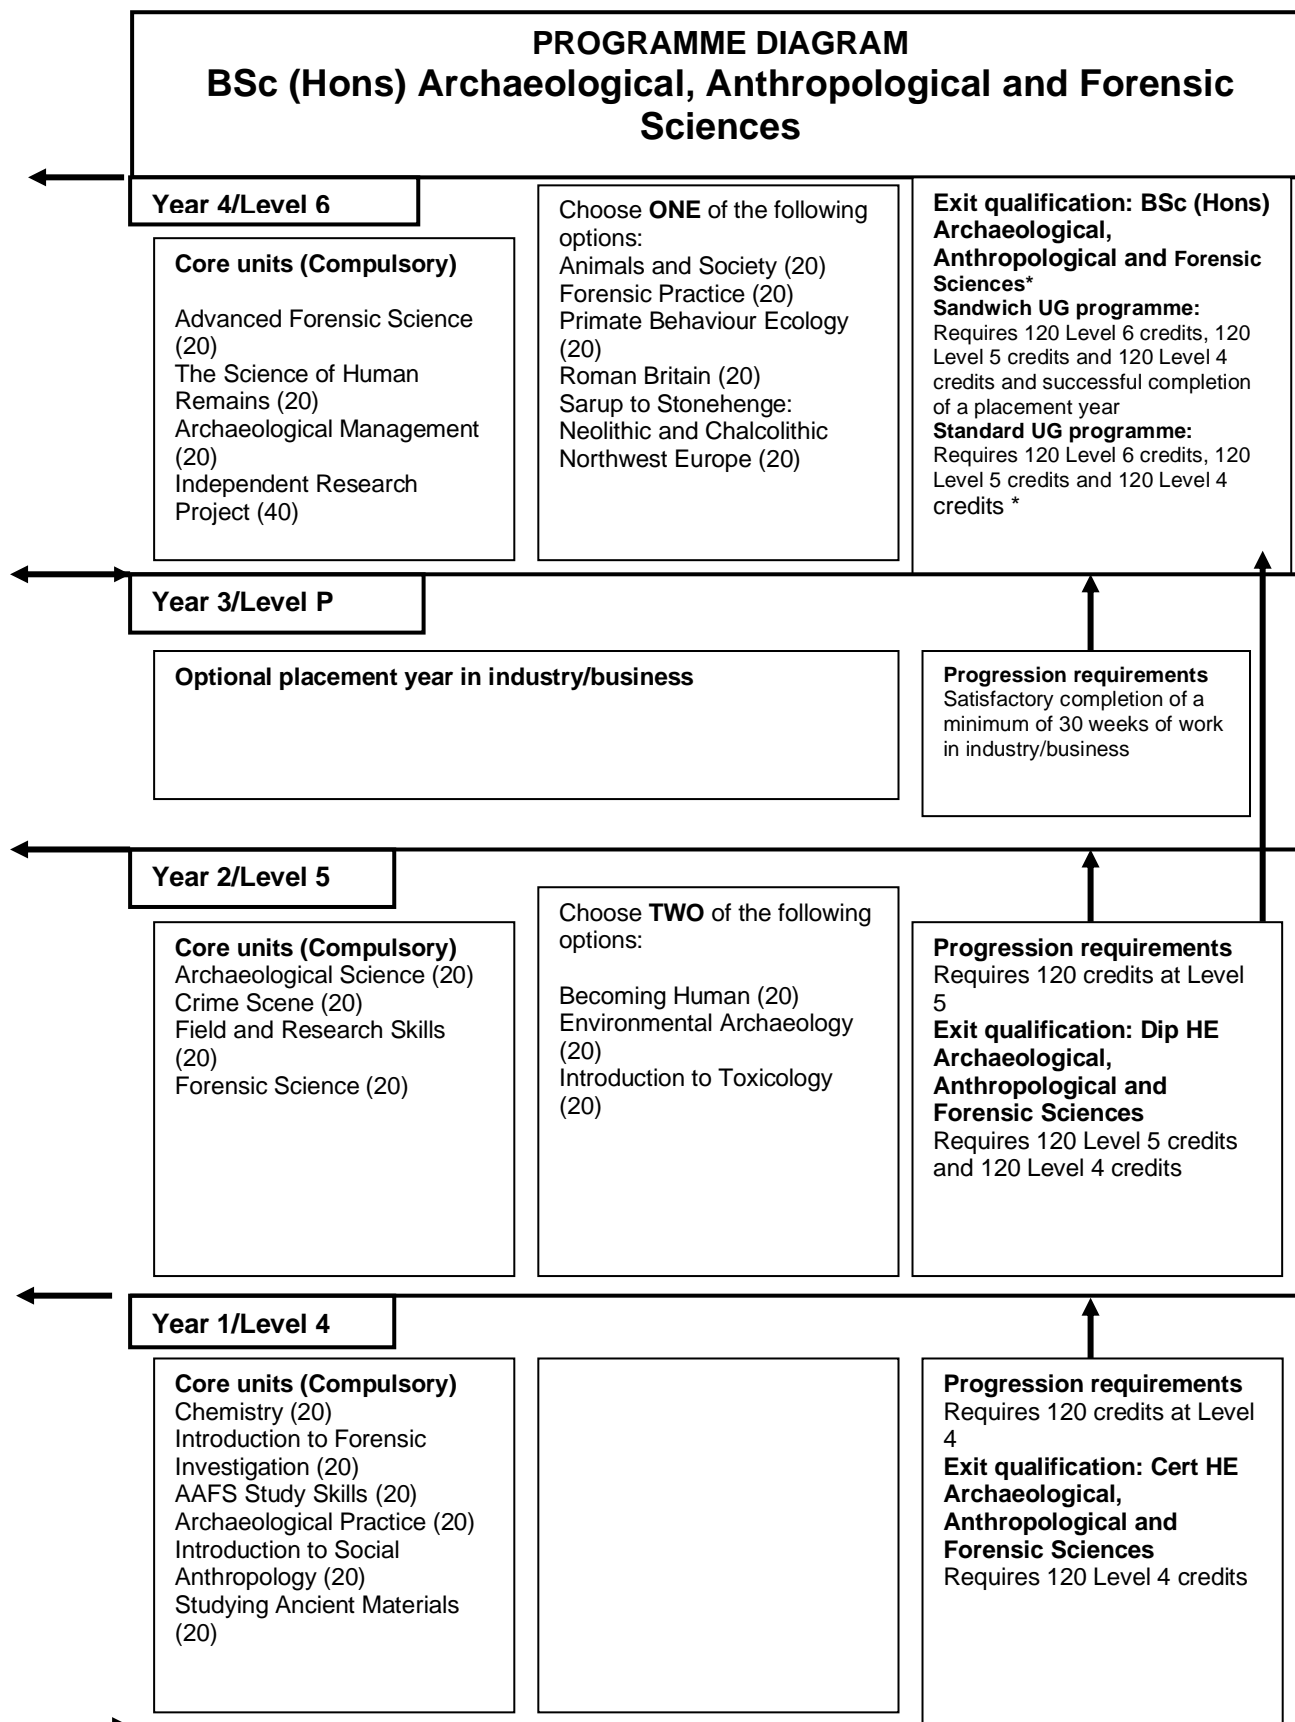 PROGRAMME DIAGRAM
BSc (Hons) Archaeological, Anthropological and Forensic
Sciences
Year 4/Level 6
Core units (Compulsory)
Advanced Forensic Science
(20)
The Science of Human
Remains (20)
Archaeological Management
(20)
Independent Research
Project (40)
Choose ONE of the following
options:
Animals and Society (20)
Forensic Practice (20)
Primate Behaviour Ecology
(20)
Roman Britain (20)
Sarup to Stonehenge:
Neolithic and Chalcolithic
Northwest Europe (20)
Exit qualification: BSc (Hons)
Archaeological,
Anthropological and Forensic
Sciences*
Sandwich UG programme:
Requires 120 Level 6 credits, 120
Level 5 credits and 120 Level 4
credits and successful completion
of a placement year
Standard UG programme:
Requires 120 Level 6 credits, 120
Level 5 credits and 120 Level 4
credits *
Year 3/Level P
Optional placement year in industry/business
Progression requirements
Satisfactory completion of a
minimum of 30 weeks of work
in industry/business
Year 2/Level 5
Core units (Compulsory)
Archaeological Science (20)
Crime Scene (20)
Field and Research Skills
(20)
Forensic Science (20)
Choose TWO of the following
options:
Becoming Human (20)
Environmental Archaeology
(20)
Introduction to Toxicology
(20)
Progression requirements
Requires 120 credits at Level
5
Exit qualification: Dip HE
Archaeological,
Anthropological and
Forensic Sciences
Requires 120 Level 5 credits
and 120 Level 4 credits
Year 1/Level 4
Core units (Compulsory)
Chemistry (20)
Introduction to Forensic
Investigation (20)
AAFS Study Skills (20)
Archaeological Practice (20)
Introduction to Social
Anthropology (20)
Studying Ancient Materials
(20)
Progression requirements
Requires 120 credits at Level
4
Exit qualification: Cert HE
Archaeological,
Anthropological and
Forensic Sciences
Requires 120 Level 4 credits